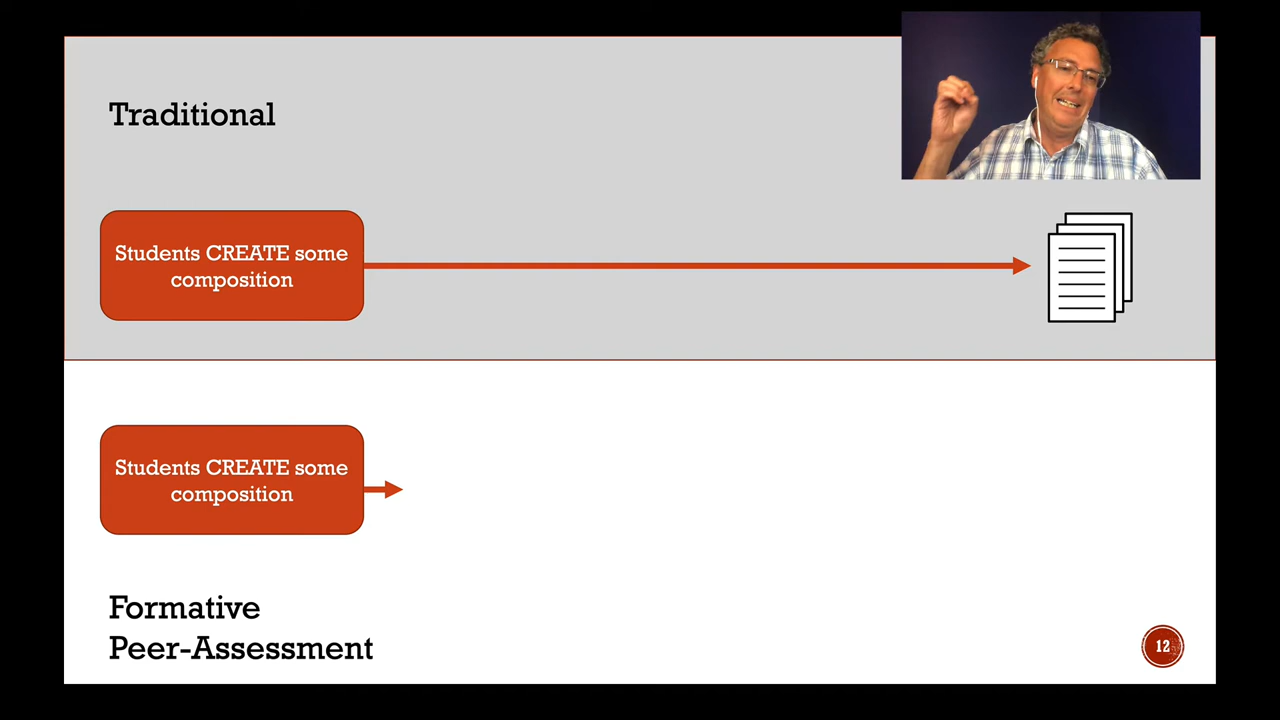 Traditional
Students CREATE some
composition
Students CREATE some
composition
Formative
Peer-Assessment
12